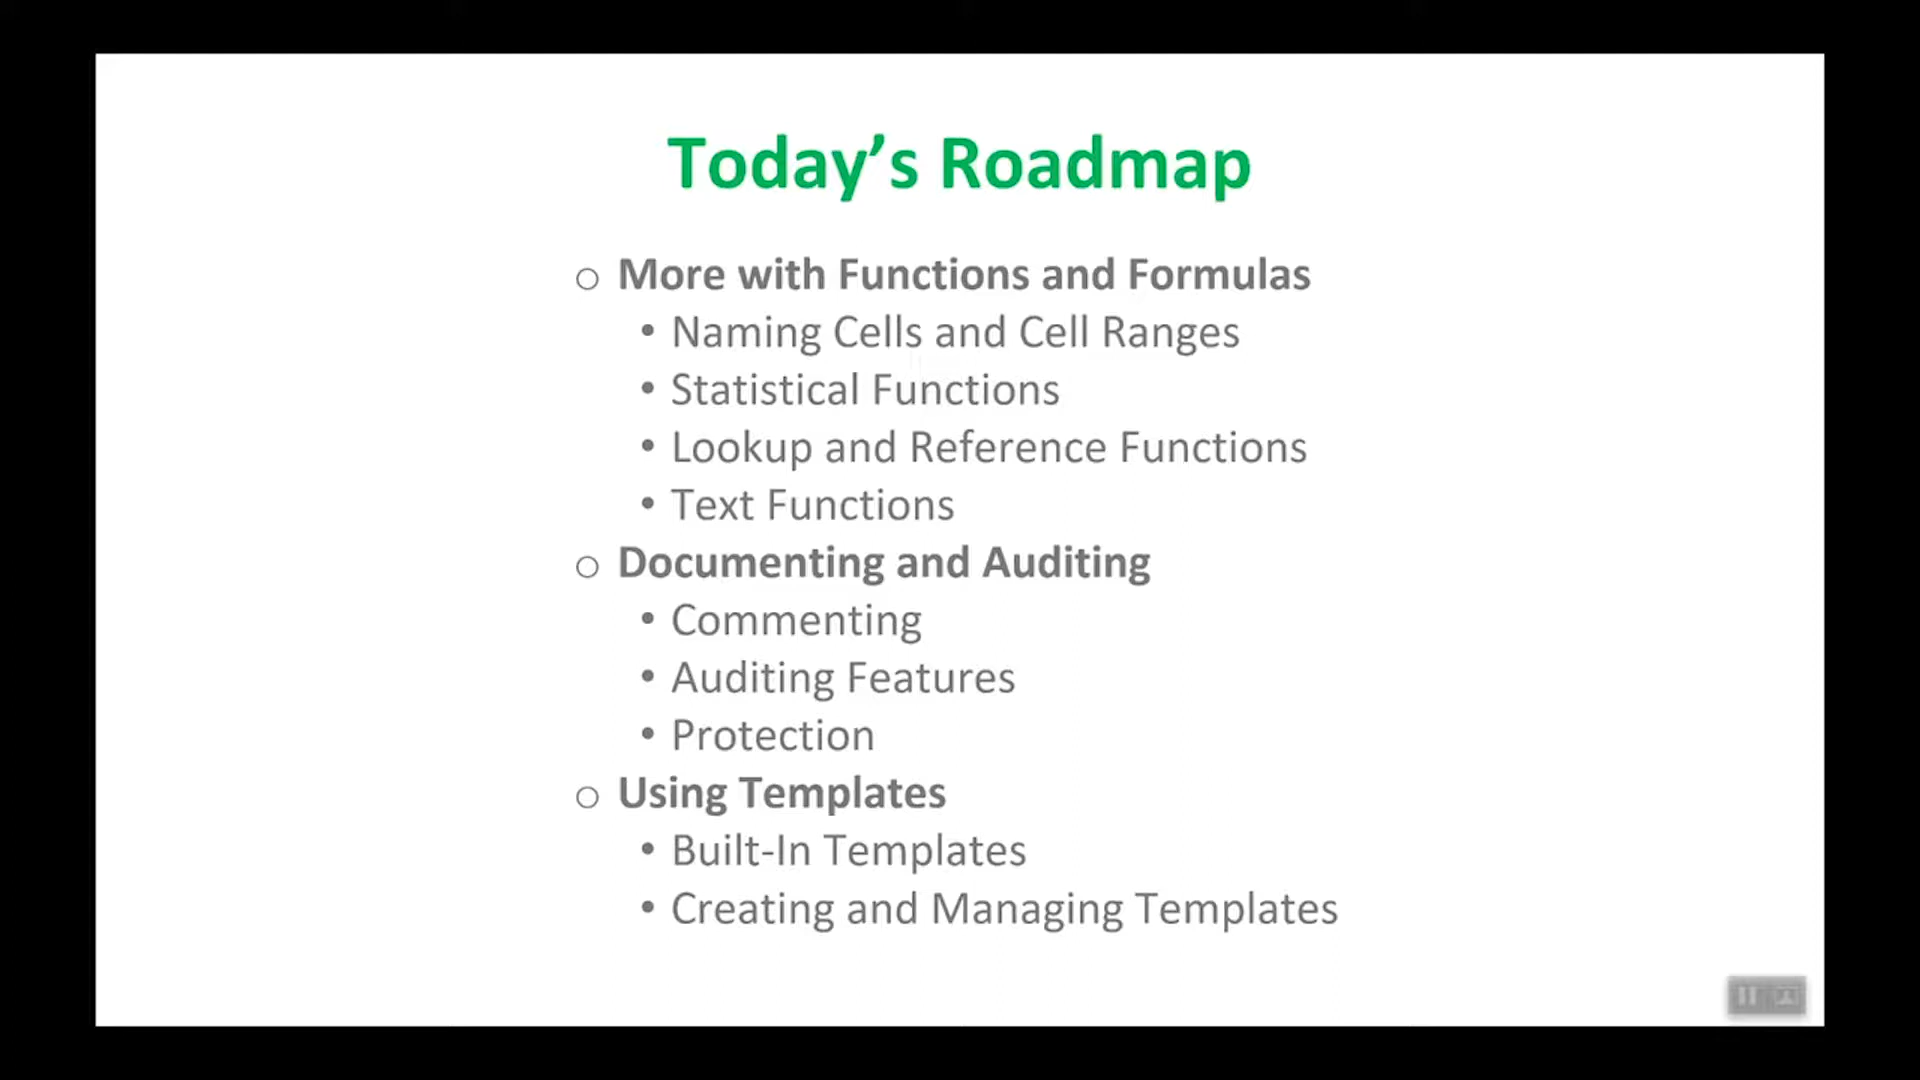 Today’s Roadmap
○ More with Functions and Formulas
• Naming Cells and Cell Ranges
• Statistical Functions
• Lookup and Reference Functions
• Text Functions
○ Documenting and Auditing
• Commenting
• Auditing Features
• Protection
○ Using Templates
• Built-In Templates
• Creating and Managing Templates